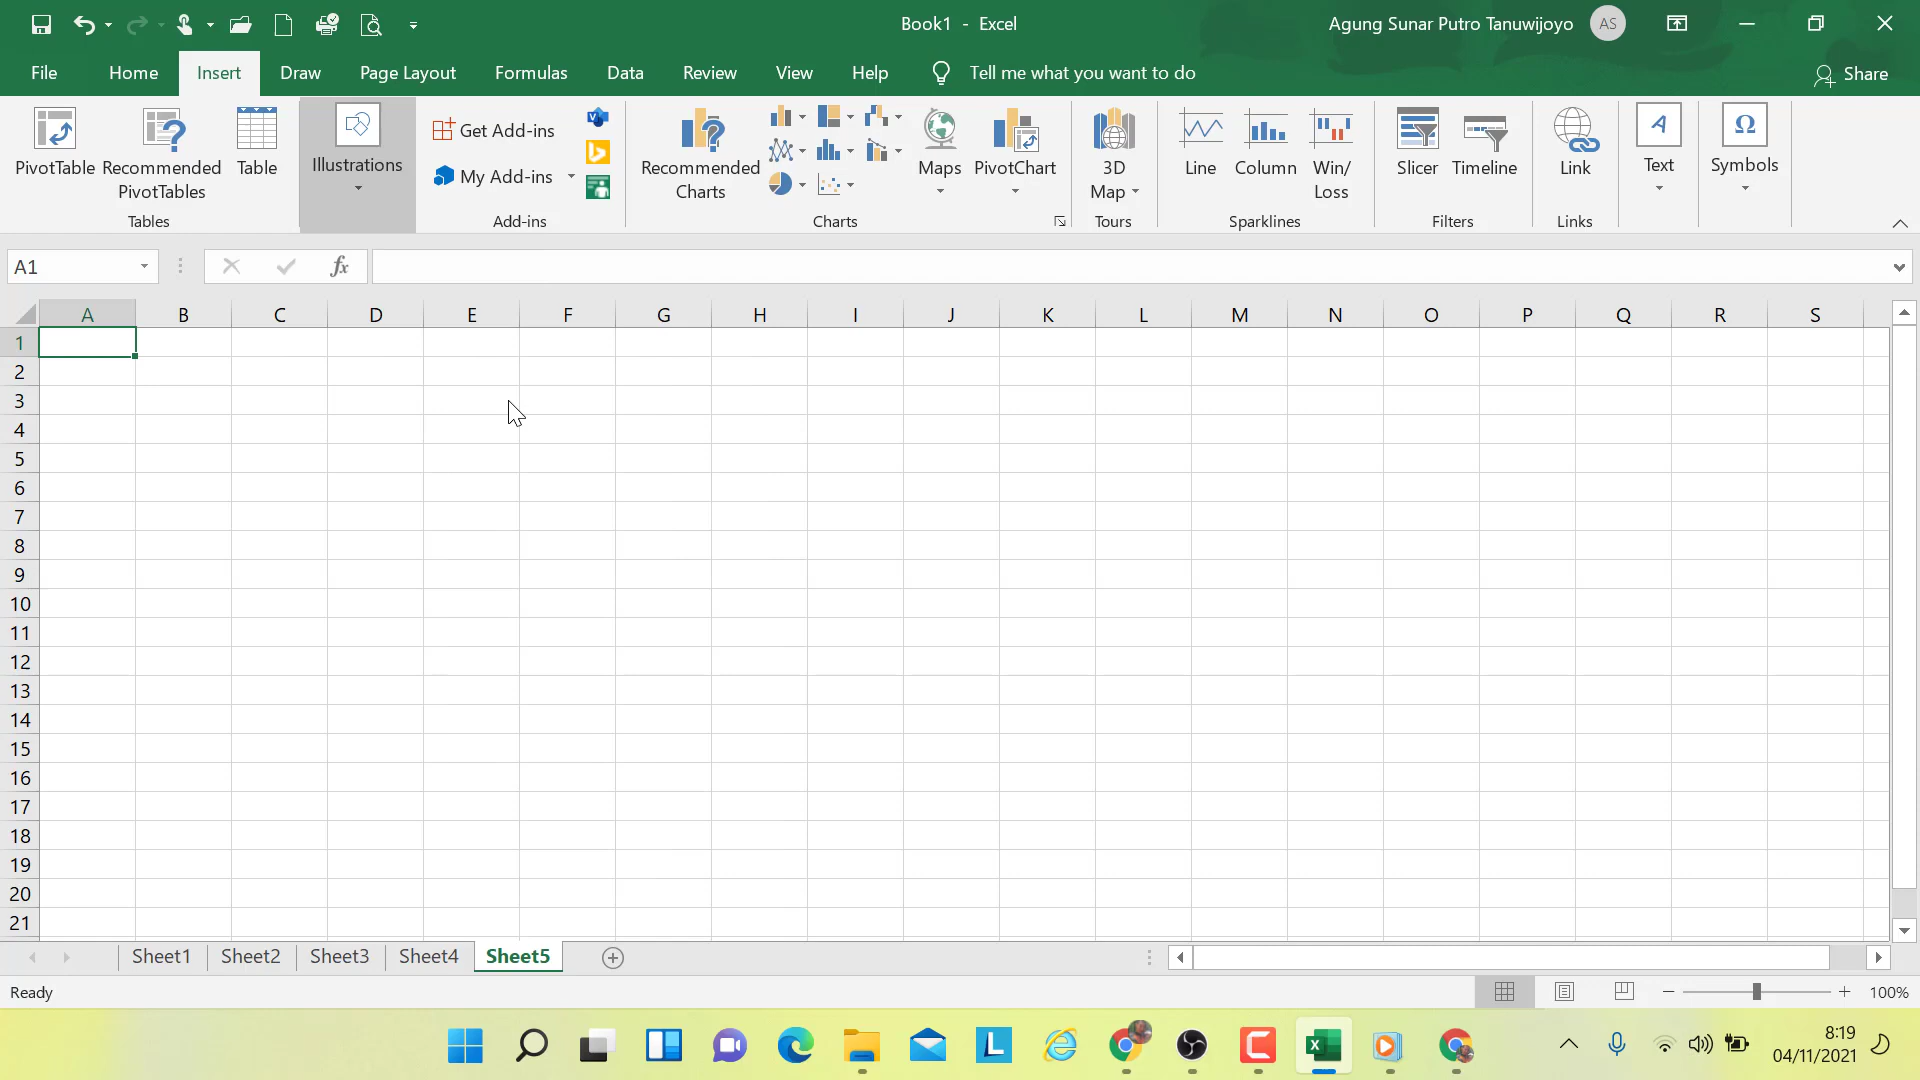 Book1 - Excel
Agung Sunar Putro Tanuwijoyo
AS
File
Home
Insert
Draw
Page Layout
Formulas
Data
Review
View
Help
Tell me what you want to do
Share
PivotTable
Recommended
PivotTables
Table
Tables
Illustrations
Get Add-ins
My Add-ins
Add-ins
Recommended
Charts
Maps
PivotChart
Charts
3D
Map
Tours
Line
Column
Win/
Loss
Sparklines
Slicer
Timeline
Filters
Link
Links
Text
Symbols
A1
fx
A B C D E F G H I J K L M N O P Q R S
1
2
3
4
5
6
7
8
9
10
11
12
13
14
15
16
17
18
19
20
21
Sheet1
Sheet2
Sheet3
Sheet4
Sheet5
Ready
100%
8:19
04/11/2021